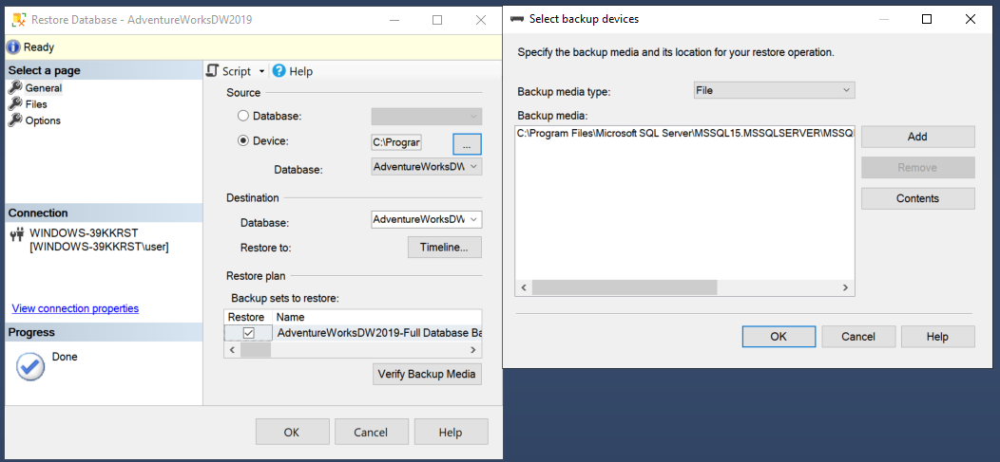 Restore Database - AdventureWorksDW2019
Ready
Select a page
General
Files
Options
Connection
WINDOWS-39KKRST
[WINDOWS-39KKRST\user]
View connection properties
Progress
Done
Script
Help
Source
Database:
Device:
C:\Progran
...
Database:
AdventureWorksDW
Destination
Database:
AdventureWorksDW
Restore to:
Timeline...
Restore plan
Backup sets to restore:
Restore Name
AdventureWorksDW2019-Full Database Ba
Verify Backup Media
OK Cancel Help
Select backup devices
Specify the backup media and its location for your restore operation.
Backup media type: File
Backup media:
C:\Program Files\Microsoft SQL Server\MSSQL15.MSSQLSERVER\MSSQL
Add
Remove
Contents
OK Cancel Help